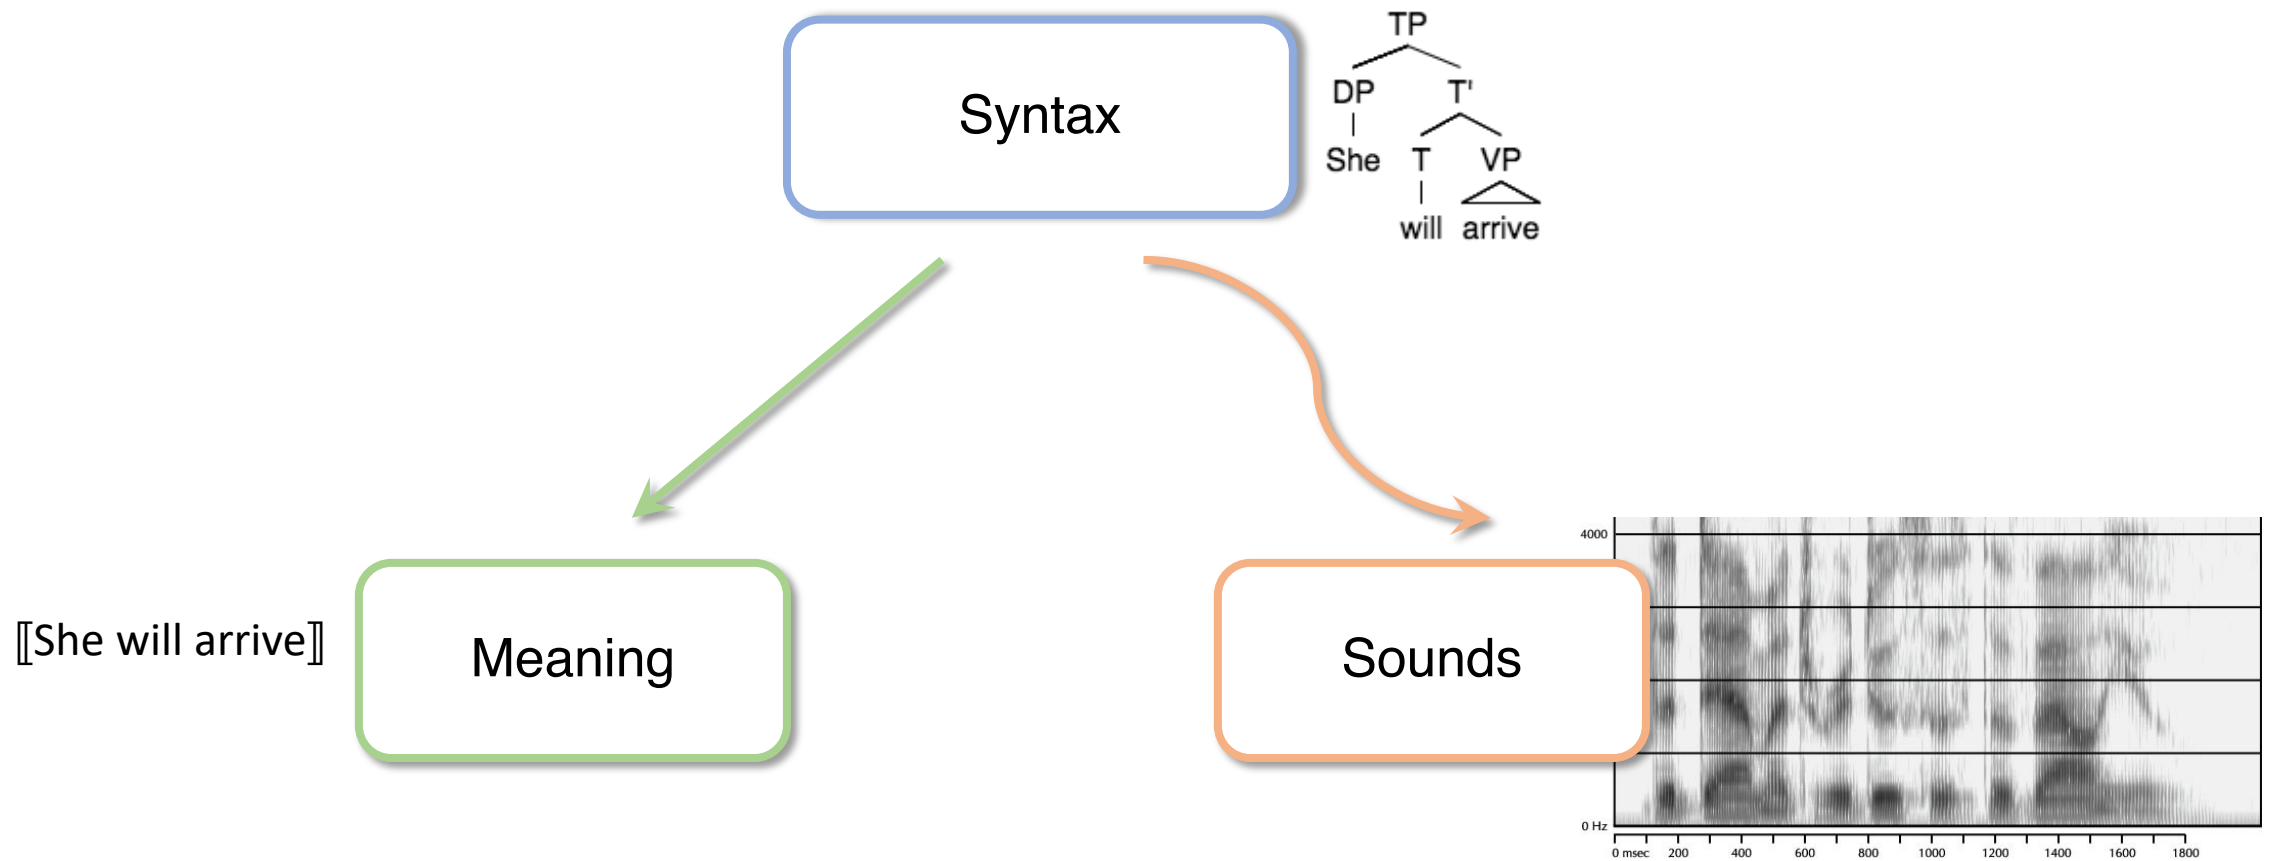 Syntax
TP
DP T'
She T VP
will arrive
⟦She will arrive⟧
Meaning
Sounds
4000
0 Hz
0 msec 200 400 600 800 1000 1200 1400 1600 1800